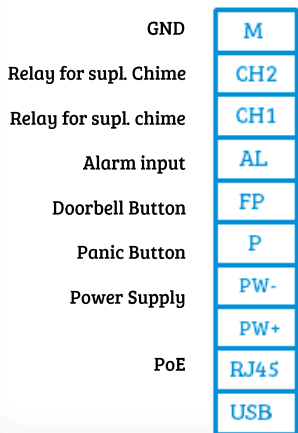 GND M
Relay for supl. Chime CH2
Relay for supl. chime CH1
Alarm input AL
Doorbell Button FP
Panic Button P
Power Supply PW-
PW+
PoE RJ45
USB